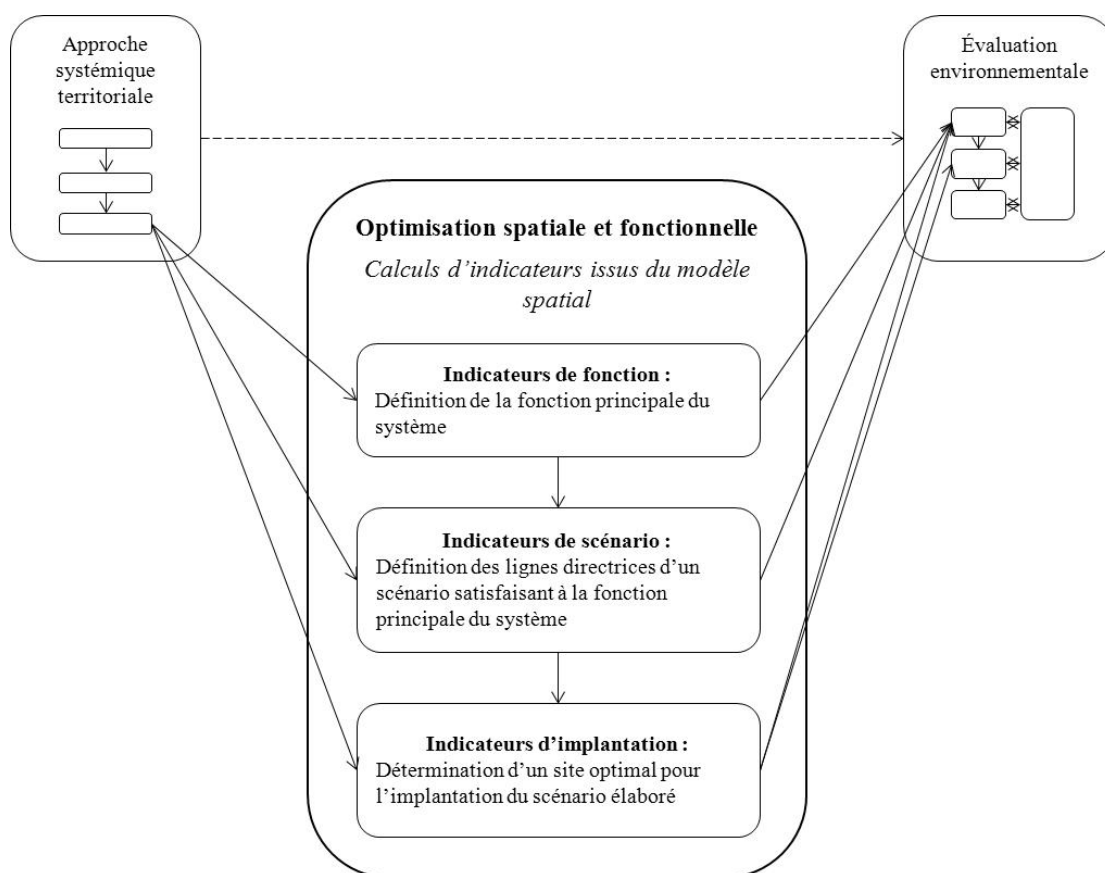 Approche
systémique
territoriale
Évaluation
environnementale
Optimisation spatiale et fonctionnelle
Calculs d’indicateurs issus du modèle
spatial
Indicateurs de fonction :
Définition de la fonction principale du
système
Indicateurs de scénario :
Définition des lignes directrices d’un
scénario satisfaisant à la fonction
principale du système
Indicateurs d’implantation :
Détermination d’un site optimal pour
l’implantation du scénario élaboré